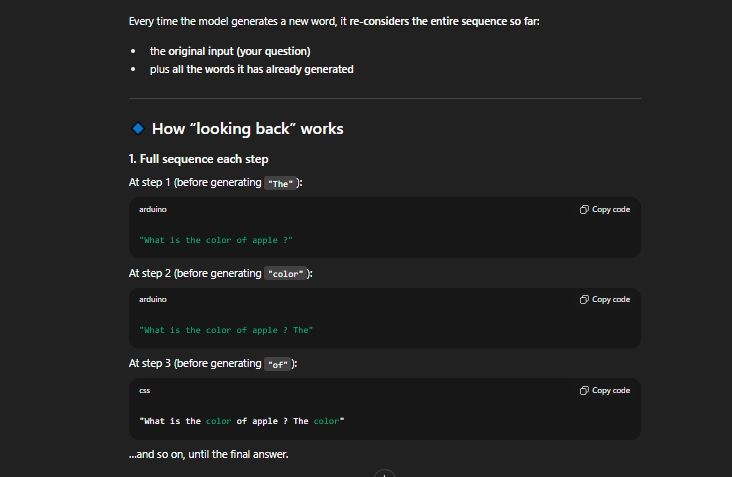 Every time the model generates a new word, it re-considers the entire sequence so far:
• the original input (your question)
• plus all the words it has already generated
How “looking back” works
1. Full sequence each step
At step 1 (before generating "The"):
arduino Copy code
"What is the color of apple ?"
At step 2 (before generating "color"):
arduino Copy code
"What is the color of apple ? The"
At step 3 (before generating "of"):
css Copy code
"What is the color of apple ? The color"
...and so on, until the final answer.